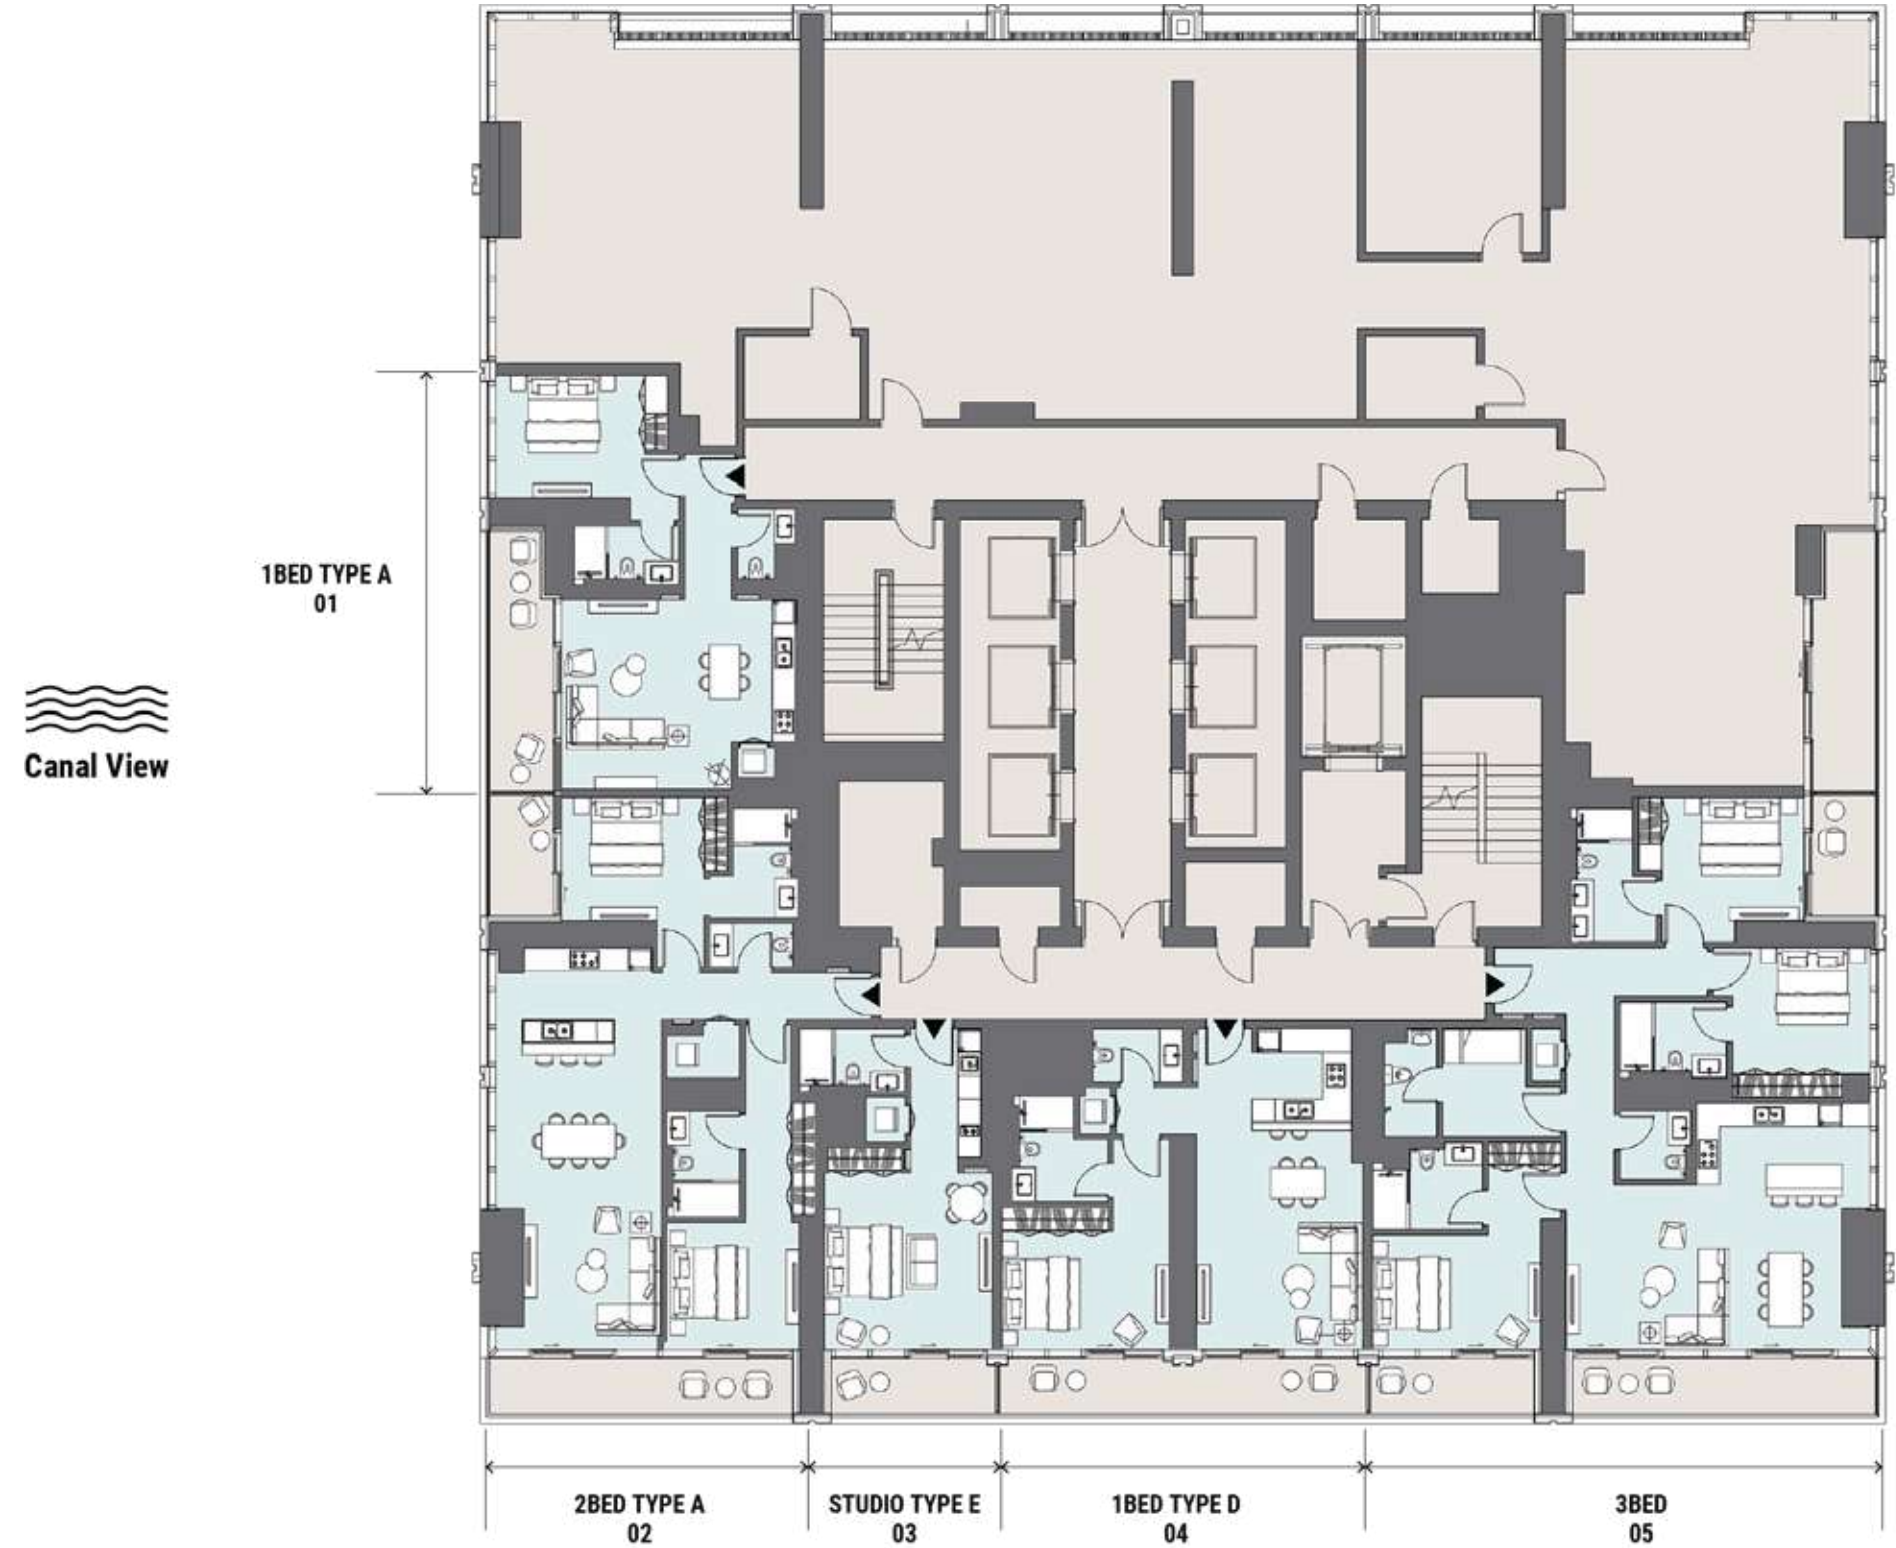 1BED TYPE A
01
Canal View
2BED TYPE A
02
STUDIO TYPE E
03
1BED TYPE D
04
3BED
05